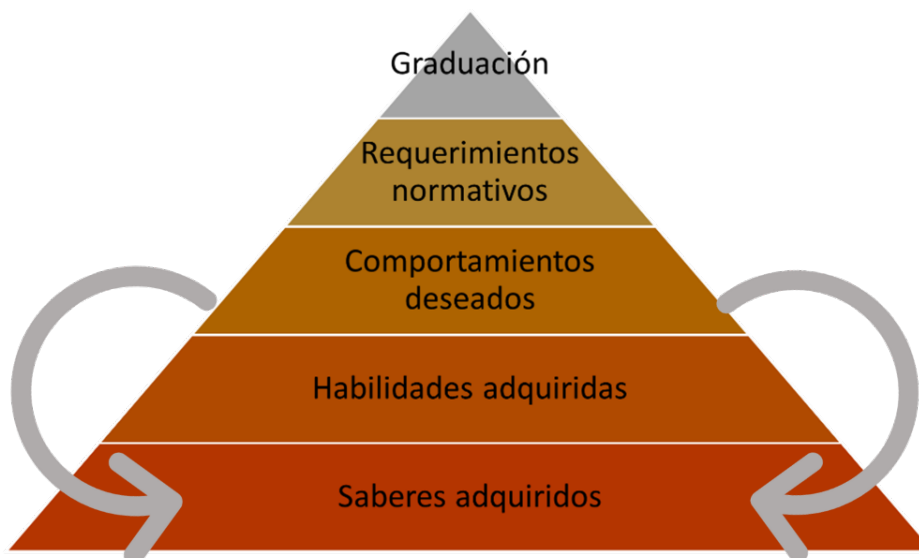 Graduación
Requerimientos
normativos
Comportamientos
deseados
Habilidades adquiridas
Saberes adquiridos